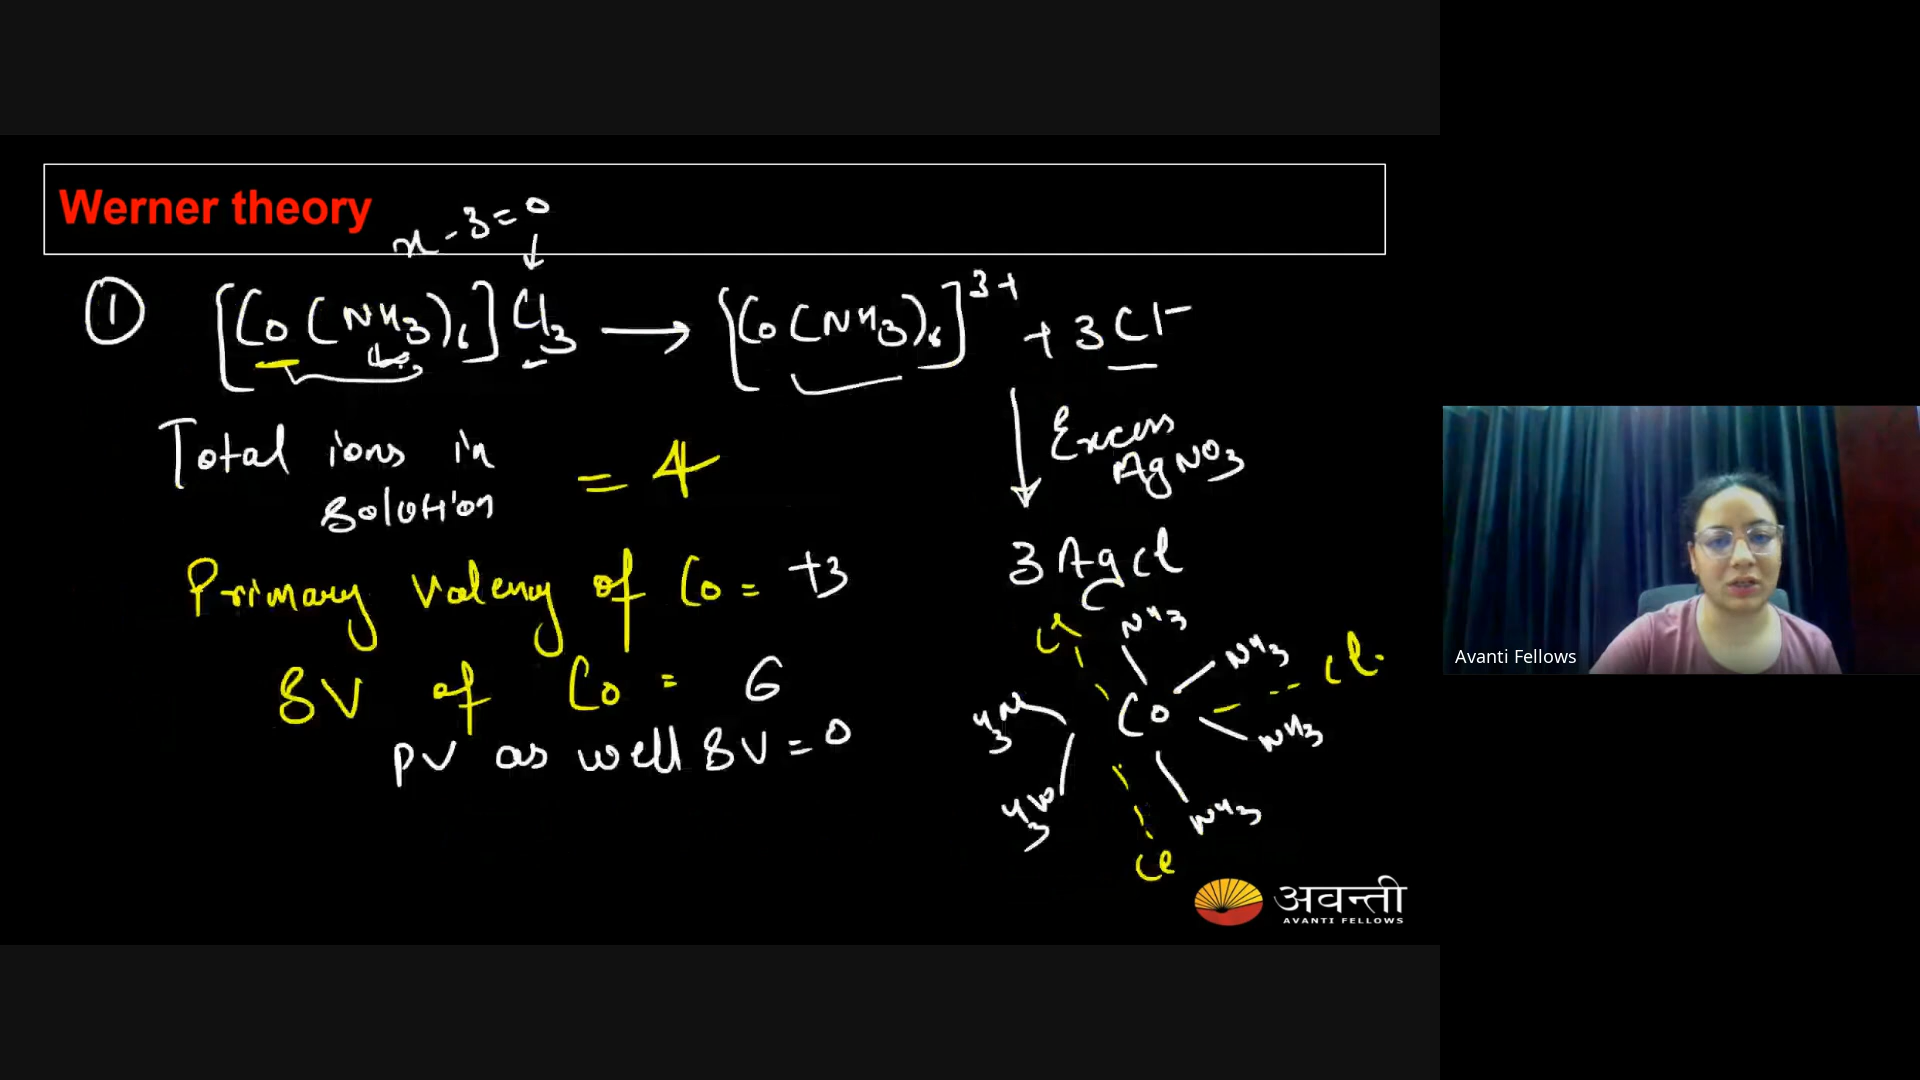 Werner theory
x - 3 = 0
① [Co(NH3)6]Cl3 ⟶ [Co(NH3)6]3+ + 3Cl-
Excess
AgNO3
Total ions in
solution = 4
3 AgCl
Primary valency of Co = +3
SV of Co = 6
PV as well SV = 0
Cl NH3
NH3 Cl
NH3 Co
NH3
NH3 NH3
Cl
अवन्ती
AVANTI FELLOWS
Avanti Fellows